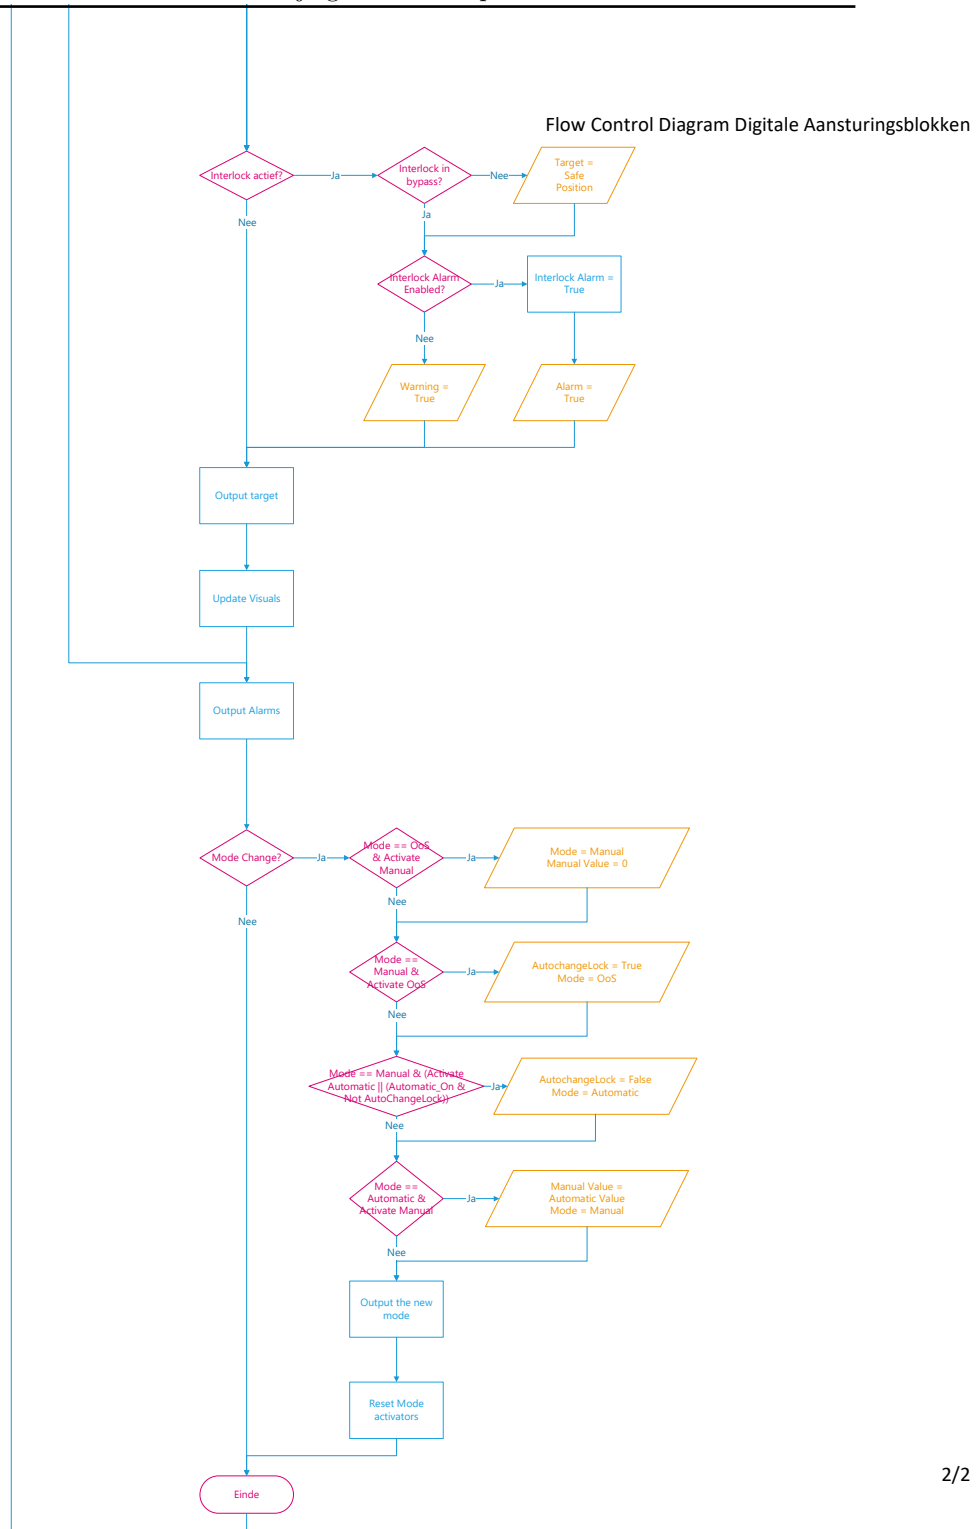 Flow Control Diagram Digitale Aansturingsblokken
Interlock actief?
Ja
Interlock in
bypass?
Nee
Target =
Safe
Position
Nee
Ja
Interlock Alarm
Enabled?
Ja
Interlock Alarm =
True
Nee
Warning =
True
Alarm =
True
Output target
Update Visuals
Output Alarms
Mode Change?
Ja
Mode == OoS
& Activate
Manual
Ja
Mode = Manual
Manual Value = 0
Nee
Nee
Mode ==
Manual &
Activate OoS
Ja
AutochangeLock = True
Mode = OoS
Nee
Mode == Manual & (Activate
Automatic || (Automatic_On &
Not AutoChangeLock))
Ja
AutochangeLock = False
Mode = Automatic
Nee
Mode ==
Automatic &
Activate Manual
Ja
Manual Value =
Automatic Value
Mode = Manual
Nee
Output the new
mode
Reset Mode
activators
Einde
2/2